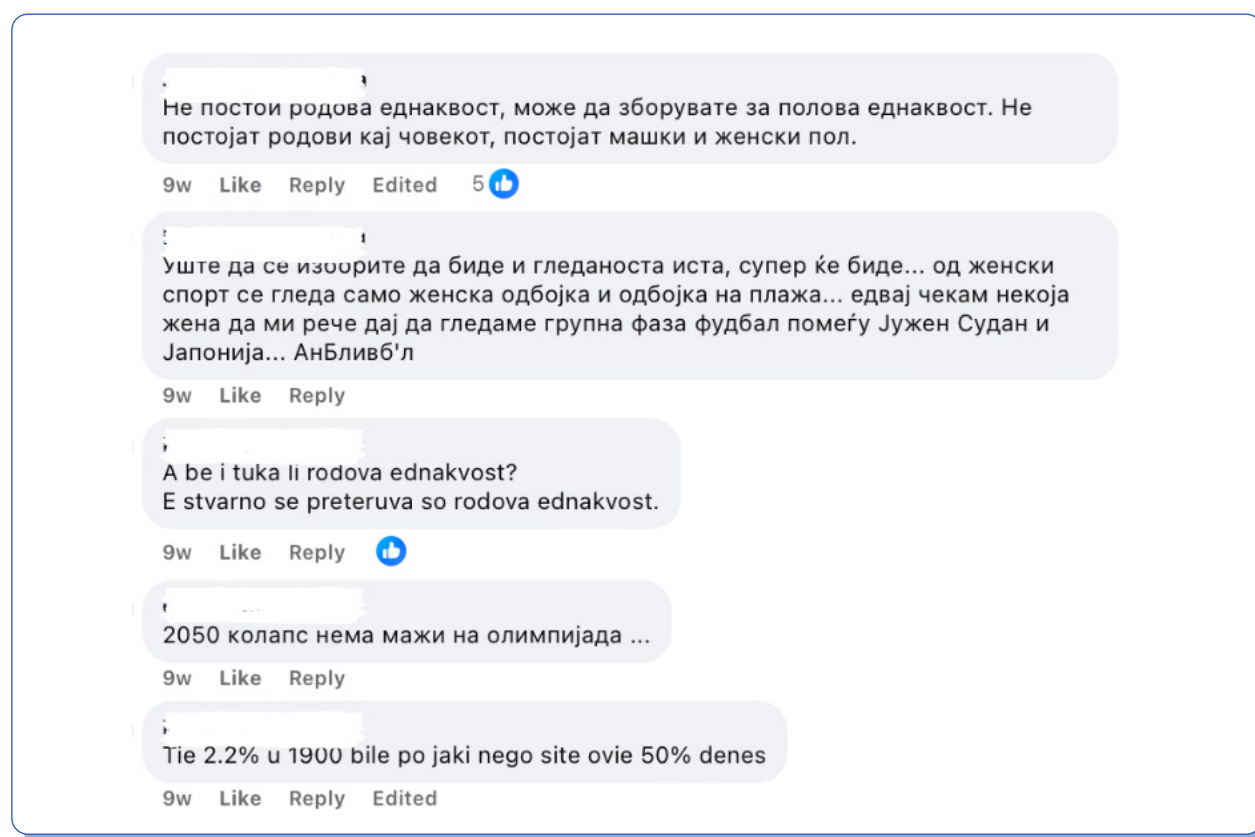 Не постои родова еднаквост, може да зборувате за полова еднаквост. Не
постојат родови кај човекот, постојат машки и женски пол.
9w Like Reply Edited 5
Уште да се изборите да биде и гледаноста иста, супер ќе биде... од женски
спорт се гледа само женска одбојка и одбојка на плажа... едвај чекам некоја
жена да ми рече дај да гледаме групна фаза фудбал помеѓу Јужен Судан и
Јапонија... АнБливб'л
9w Like Reply
A be i tuka li rodova ednakvost?
E stvarno se preteruva so rodova ednakvost.
9w Like Reply
2050 колапс нема мажи на олимпијада ...
9w Like Reply
Tie 2.2% u 1900 bile po jaki nego site ovie 50% denes
9w Like Reply Edited